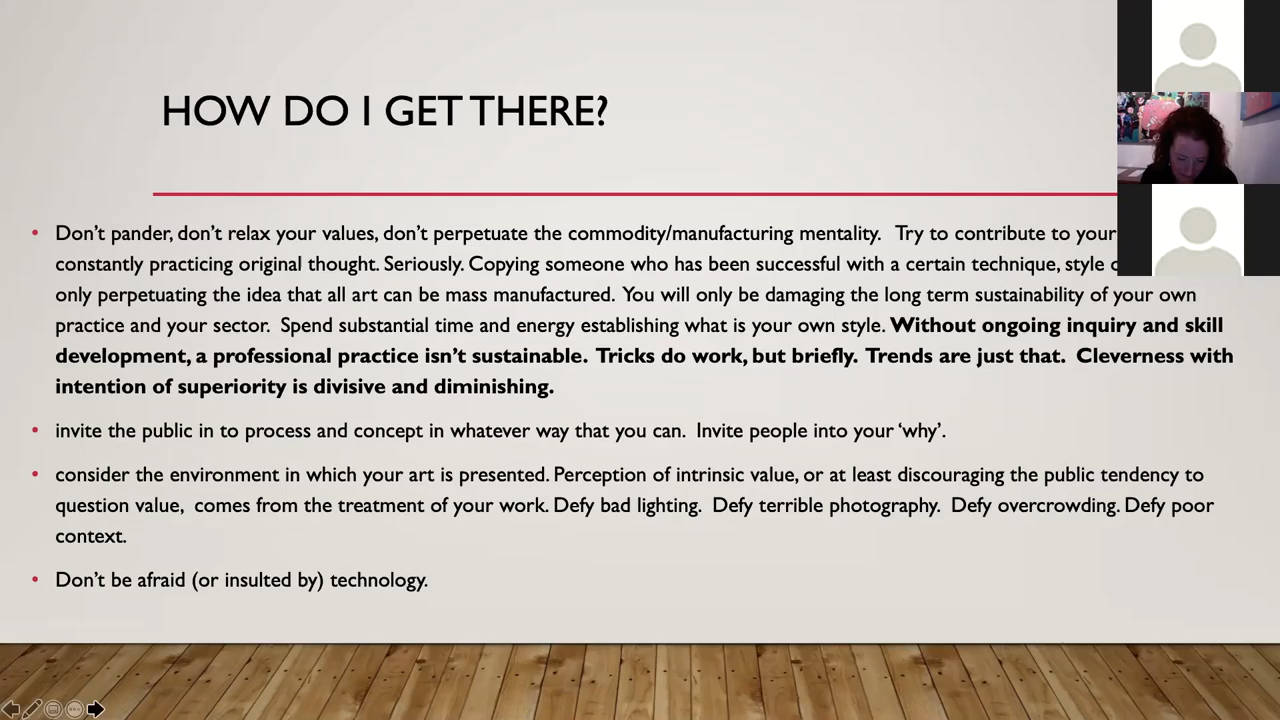 HOW DO I GET THERE?
• Don’t pander, don’t relax your values, don’t perpetuate the commodity/manufacturing mentality.  Try to contribute to your
constantly practicing original thought. Seriously. Copying someone who has been successful with a certain technique, style
only perpetuating the idea that all art can be mass manufactured.  You will only be damaging the long term sustainability of your own
practice and your sector.  Spend substantial time and energy establishing what is your own style. Without ongoing inquiry and skill
development, a professional practice isn’t sustainable.  Tricks do work, but briefly.  Trends are just that.  Cleverness with
intention of superiority is divisive and diminishing.
• invite the public in to process and concept in whatever way that you can.  Invite people into your ‘why’.
• consider the environment in which your art is presented. Perception of intrinsic value, or at least discouraging the public tendency to
question value,  comes from the treatment of your work. Defy bad lighting.  Defy terrible photography.  Defy overcrowding. Defy poor
context.
• Don’t be afraid (or insulted by) technology.